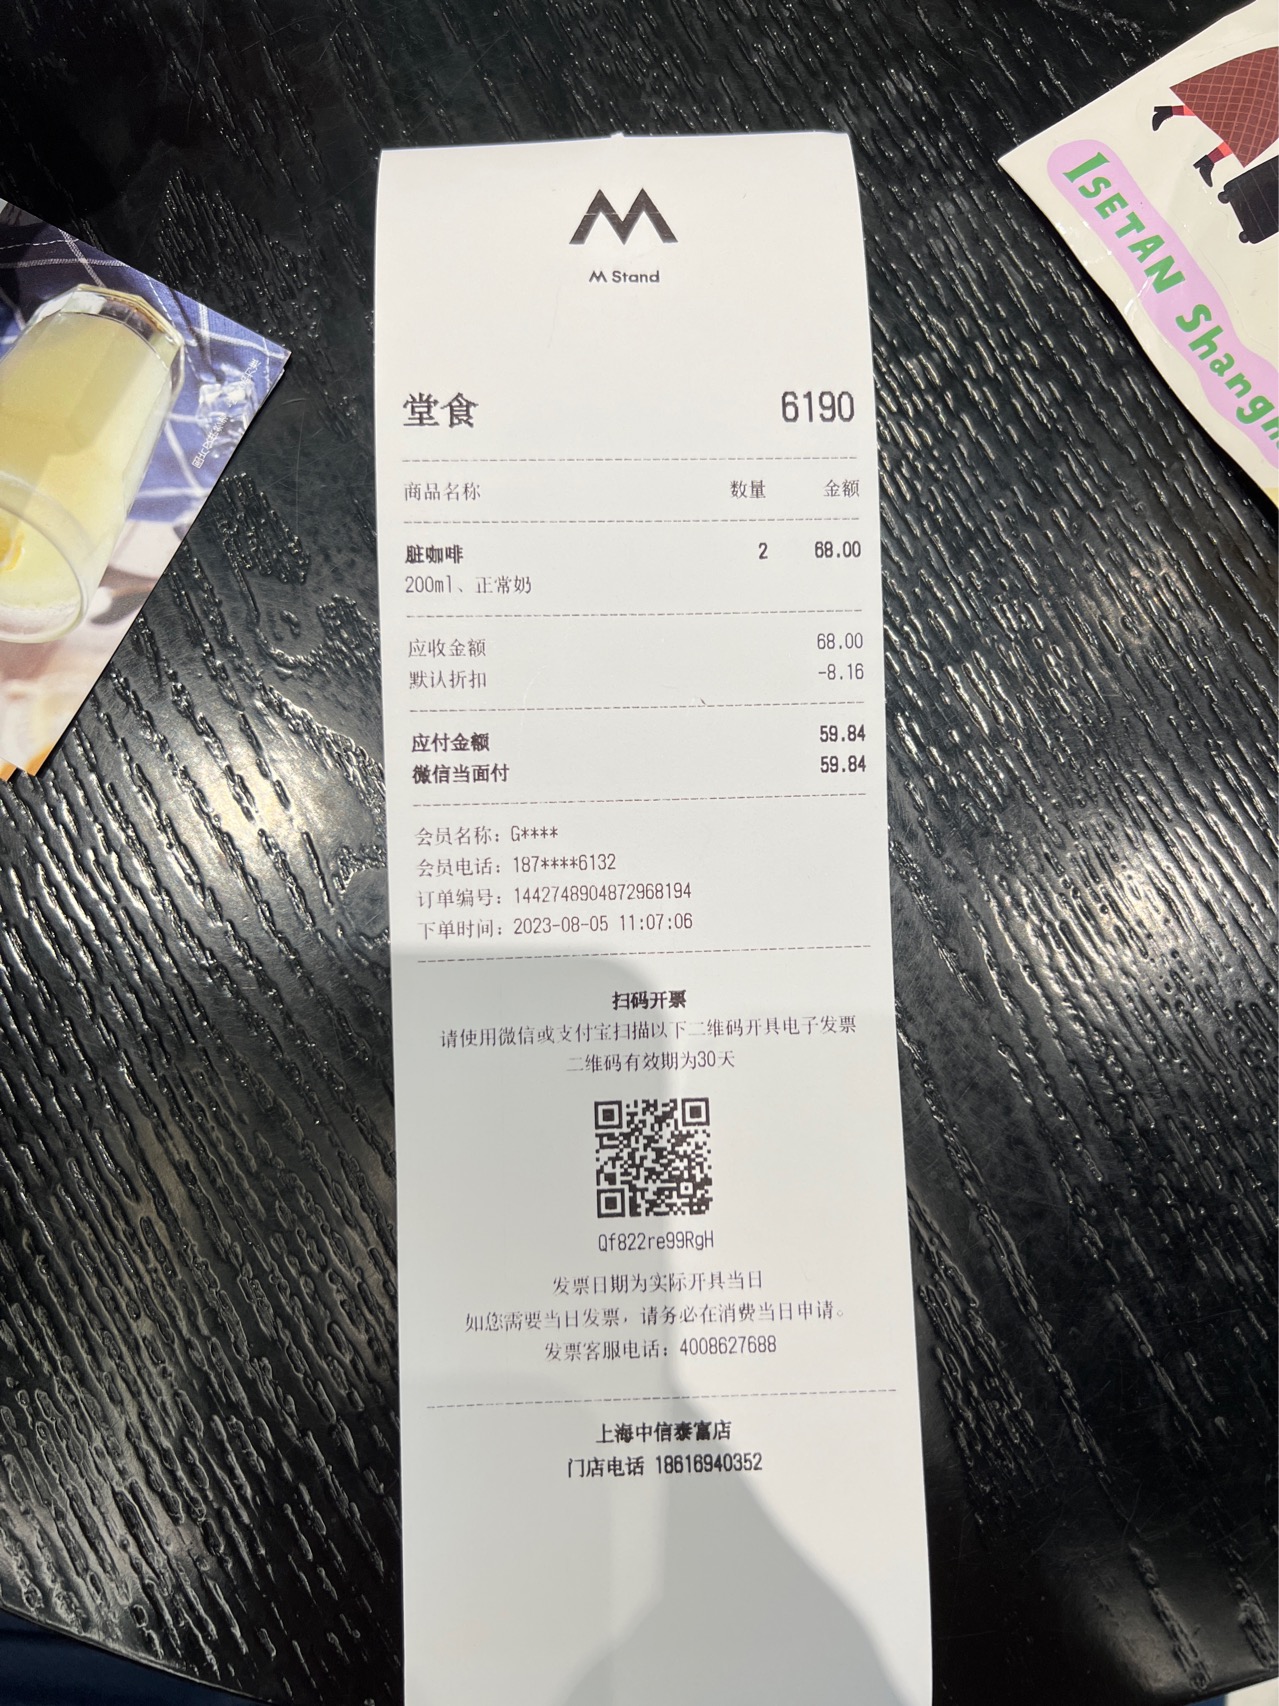 M Stand
堂食 6190
商品名称 数量 金额
脏咖啡 2 68.00
200ml、正常奶
应收金额 68.00
默认折扣 -8.16
应付金额 59.84
微信当面付 59.84
会员名称：G****
会员电话：187****6132
订单编号：1442748904872968194
下单时间：2023-08-05 11:07:06
扫码开票
请使用微信或支付宝扫描以下二维码开具电子发票
二维码有效期为30天
Qf822re99RgH
发票日期为实际开具当日
如您需要当日发票，请务必在消费当日申请。
发票客服电话：4008627688
上海中信泰富店
门店电话 18616940352
ISETAN Shangh